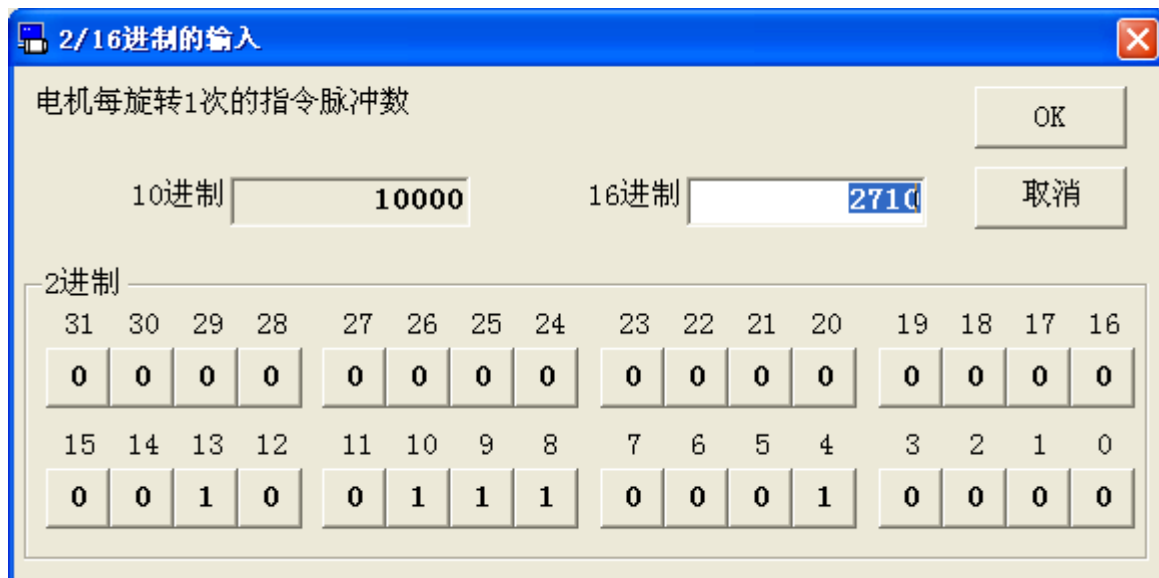 2/16进制的输入
电机每旋转1次的指令脉冲数
OK
10进制 10000 16进制 2710
取消
2进制
31 30 29 28 27 26 25 24 23 22 21 20 19 18 17 16
0 0 0 0 0 0 0 0 0 0 0 0 0 0 0 0
15 14 13 12 11 10 9 8 7 6 5 4 3 2 1 0
0 0 1 0 0 1 1 1 0 0 0 1 0 0 0 0